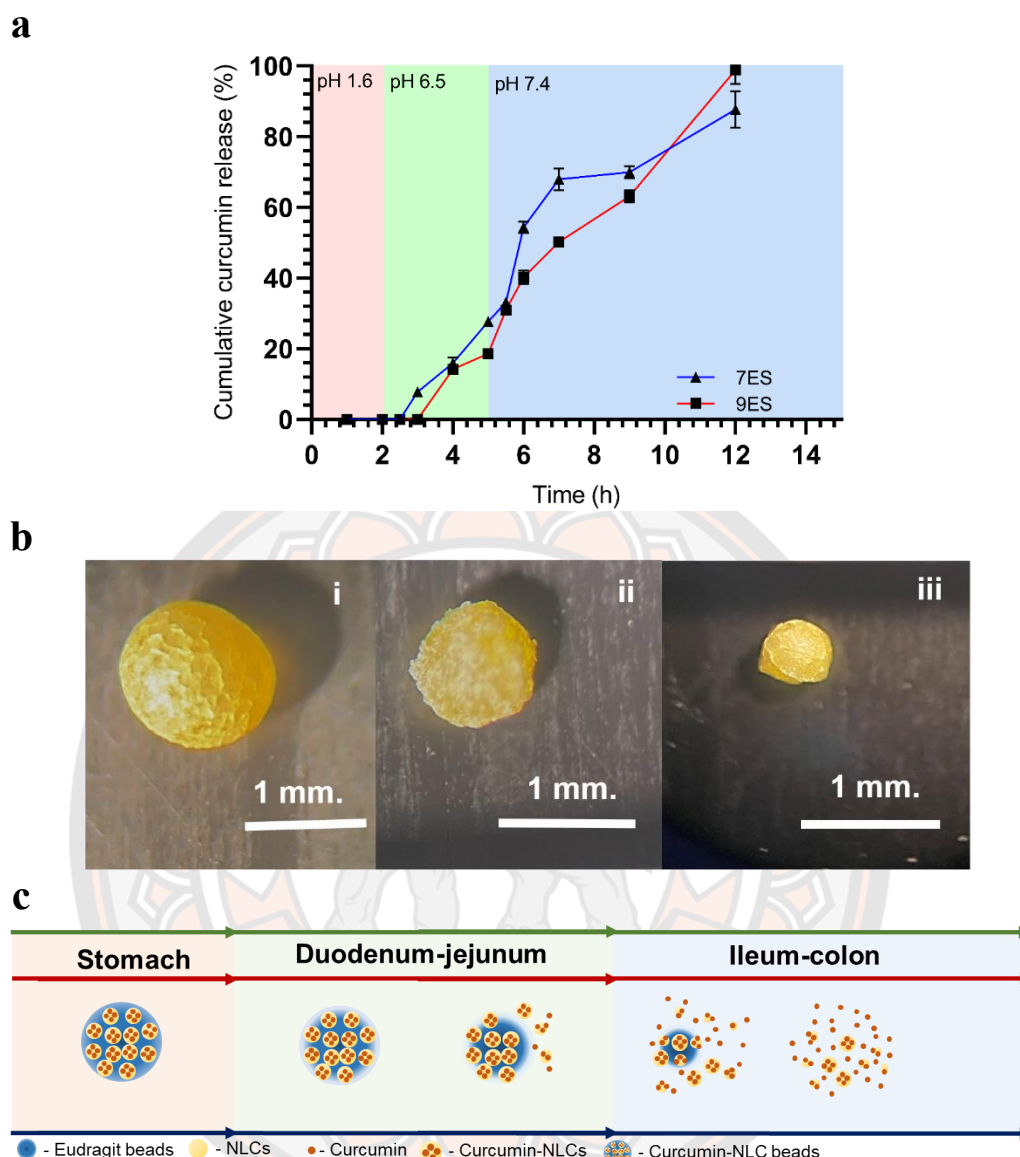 a
Cumulative curcumin release (%)
100
80
60
40
20
0
pH 1.6 pH 6.5 pH 7.4
7ES
9ES
0 2 4 6 8 10 12 14
Time (h)
b
i ii iii
1 mm. 1 mm. 1 mm.
c
Stomach Duodenum-jejunum Ileum-colon
- Eudragit beads - NLCs - Curcumin - Curcumin-NLCs - Curcumin-NLC beads